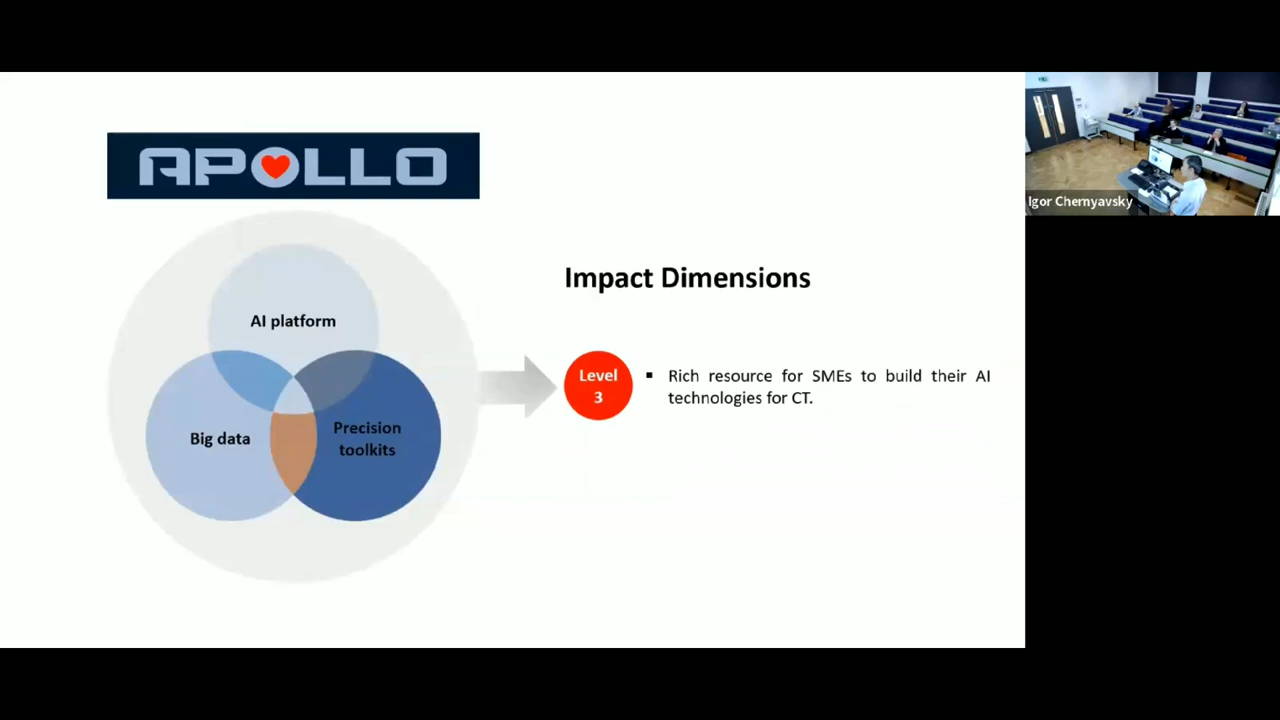 APOLLO
AI platform
Big data
Precision
toolkits
Impact Dimensions
Level
3
▪ Rich resource for SMEs to build their AI
technologies for CT.
Igor Chernyavsky